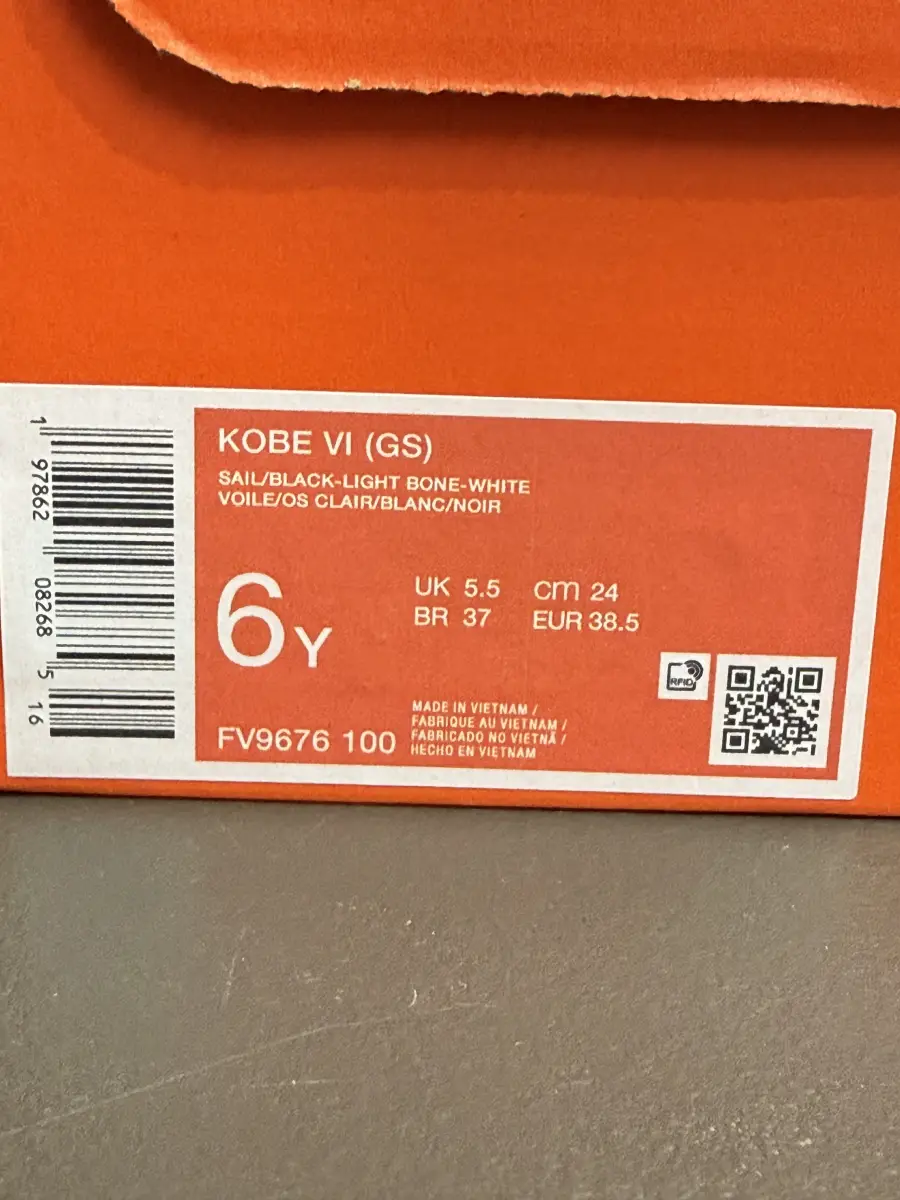 1 97862 08268 5 16
KOBE VI (GS)
SAIL/BLACK-LIGHT BONE-WHITE
VOILE/OS CLAIR/BLANC/NOIR
6Y
UK 5.5 cm 24
BR 37 EUR 38.5
RFID
FV9676 100
MADE IN VIETNAM /
FABRIQUE AU VIETNAM /
FABRICADO NO VIETNÃ /
HECHO EN VIETNAM